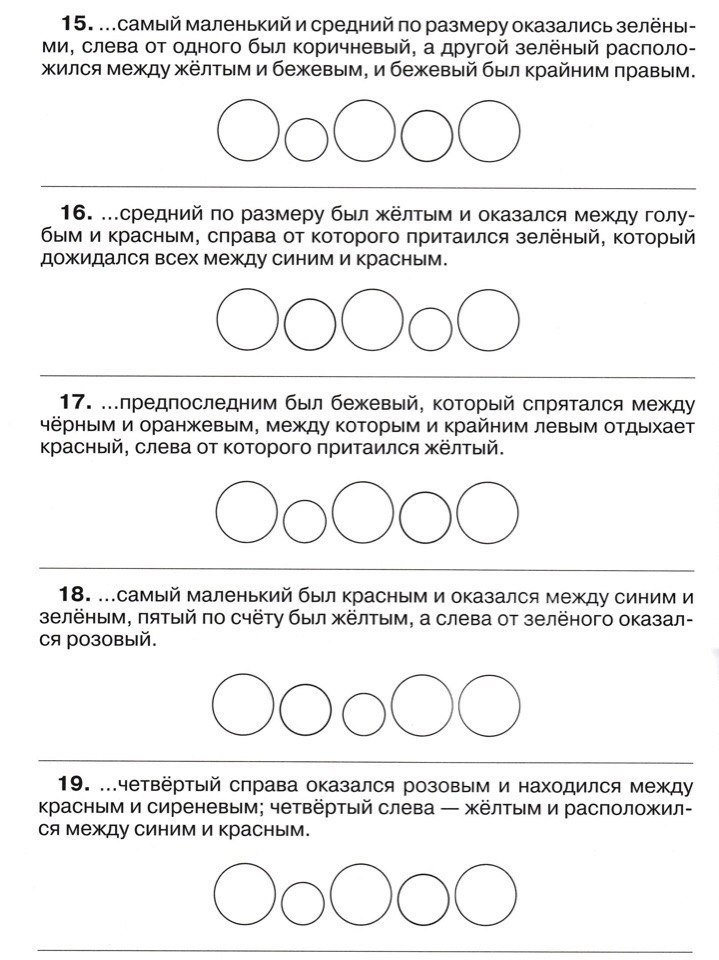 15. ...самый маленький и средний по размеру оказались зелёны-
ми, слева от одного был коричневый, а другой зелёный располо-
жился между жёлтым и бежевым, и бежевый был крайним правым.
16. ...средний по размеру был жёлтым и оказался между голу-
бым и красным, справа от которого притаился зелёный, который
дожидался всех между синим и красным.
17. ...предпоследним был бежевый, который спрятался между
чёрным и оранжевым, между которым и крайним левым отдыхает
красный, слева от которого притаился жёлтый.
18. ...самый маленький был красным и оказался между синим и
зелёным, пятый по счёту был жёлтым, а слева от зелёного оказал-
ся розовый.
19. ...четвёртый справа оказался розовым и находился между
красным и сиреневым; четвёртый слева — жёлтым и расположил-
ся между синим и красным.